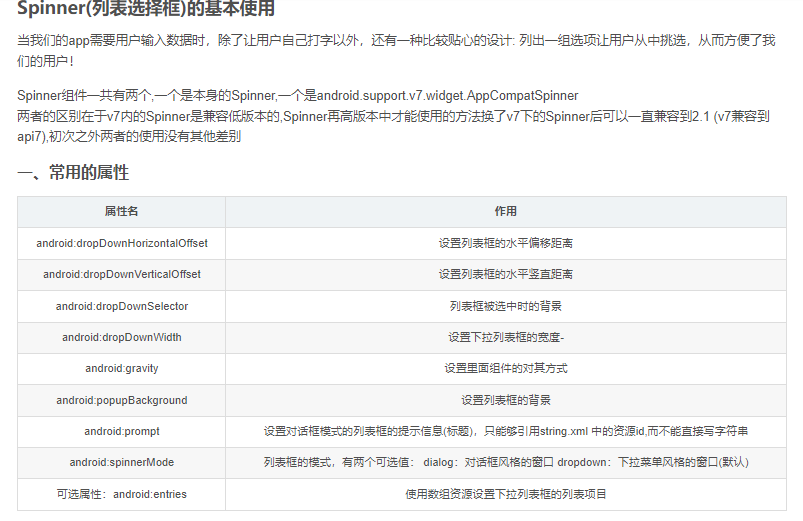 Spinner(列表选择框)的基本使用
当我们的app需要用户输入数据时，除了让用户自己打字以外，还有一种比较贴心的设计: 列出一组选项让用户从中挑选，从而方便了我
们的用户！
Spinner组件一共有两个,一个是本身的Spinner,一个是android.support.v7.widget.AppCompatSpinner
两者的区别在于v7内的Spinner是兼容低版本的,Spinner再高版本中才能使用的方法换了v7下的Spinner后可以一直兼容到2.1 (v7兼容到
api7),初次之外两者的使用没有其他差别
一、常用的属性
属性名 作用
android:dropDownHorizontalOffset 设置列表框的水平偏移距离
android:dropDownVerticalOffset 设置列表框的水平竖直距离
android:dropDownSelector 列表框被选中时的背景
android:dropDownWidth 设置下拉列表框的宽度-
android:gravity 设置里面组件的对其方式
android:popupBackground 设置列表框的背景
android:prompt 设置对话框模式的列表框的提示信息(标题)，只能够引用string.xml 中的资源id,而不能直接写字符串
android:spinnerMode 列表框的模式，有两个可选值： dialog：对话框风格的窗口 dropdown：下拉菜单风格的窗口(默认)
可选属性：android:entries 使用数组资源设置下拉列表框的列表项目